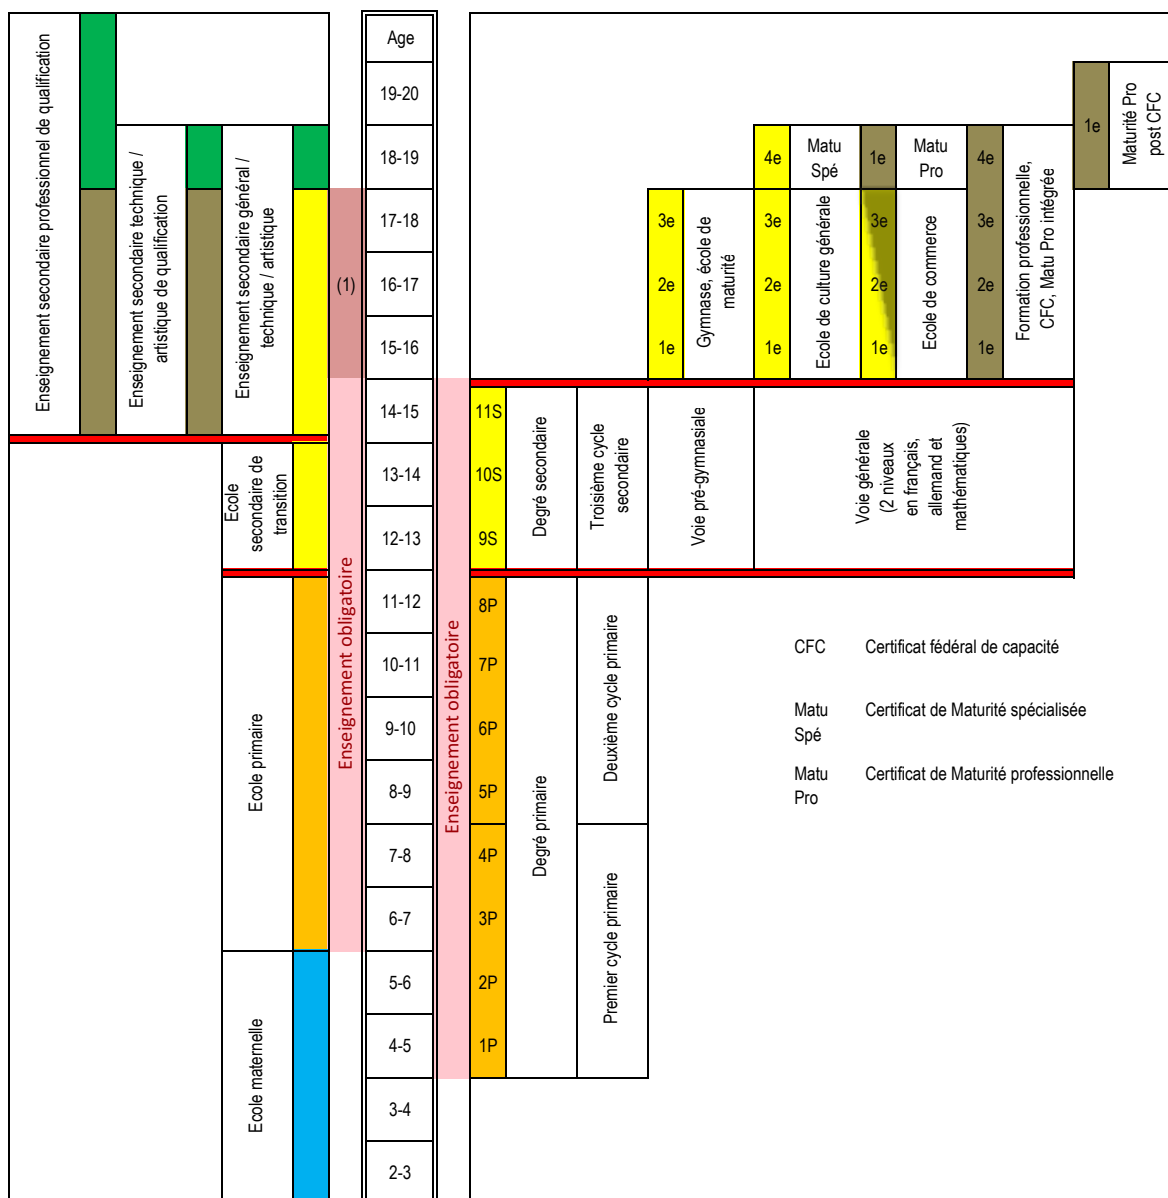 Enseignement secondaire professionnel de qualification
Enseignement secondaire technique /
artistique de qualification
Enseignement secondaire général /
technique / artistique
Ecole
secondaire de
transition
Ecole primaire
Ecole maternelle
(1)
Enseignement obligatoire
Age
19-20
18-19
17-18
16-17
15-16
14-15
13-14
12-13
11-12
10-11
9-10
8-9
7-8
6-7
5-6
4-5
3-4
2-3
Enseignement obligatoire
11S
10S
9S
8P
7P
6P
5P
4P
3P
2P
1P
Degré secondaire
Degré primaire
Troisième cycle
secondaire
Deuxième cycle primaire
Premier cycle primaire
3e
2e
1e
Gymnase, école de
maturité
Voie pré-gymnasiale
4e
3e
2e
1e
Matu
Spé
Ecole de culture générale
1e
3e
2e
1e
Matu
Pro
Ecole de commerce
4e
3e
2e
1e
Formation professionnelle,
CFC, Matu Pro intégrée
1e
Maturité Pro
post CFC
Voie générale
(2 niveaux
en français,
allemand et
mathématiques)
CFC Certificat fédéral de capacité
Matu Certificat de Maturité spécialisée
Spé
Matu Certificat de Maturité professionnelle
Pro